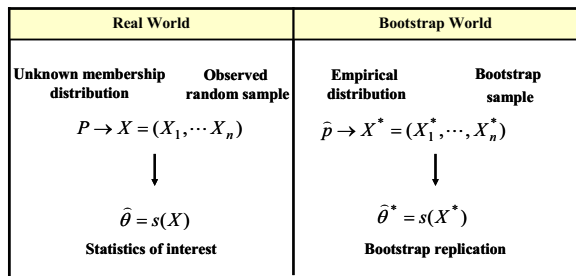 Real World
Bootstrap World
Unknown membership distribution
Observed random sample
P → X = (X₁, ⋯ Xₙ)
θ̂ = s(X)
Statistics of interest
Empirical distribution
Bootstrap sample
p̂ → X* = (X₁*, ⋯, Xₙ*)
θ̂* = s(X*)
Bootstrap replication